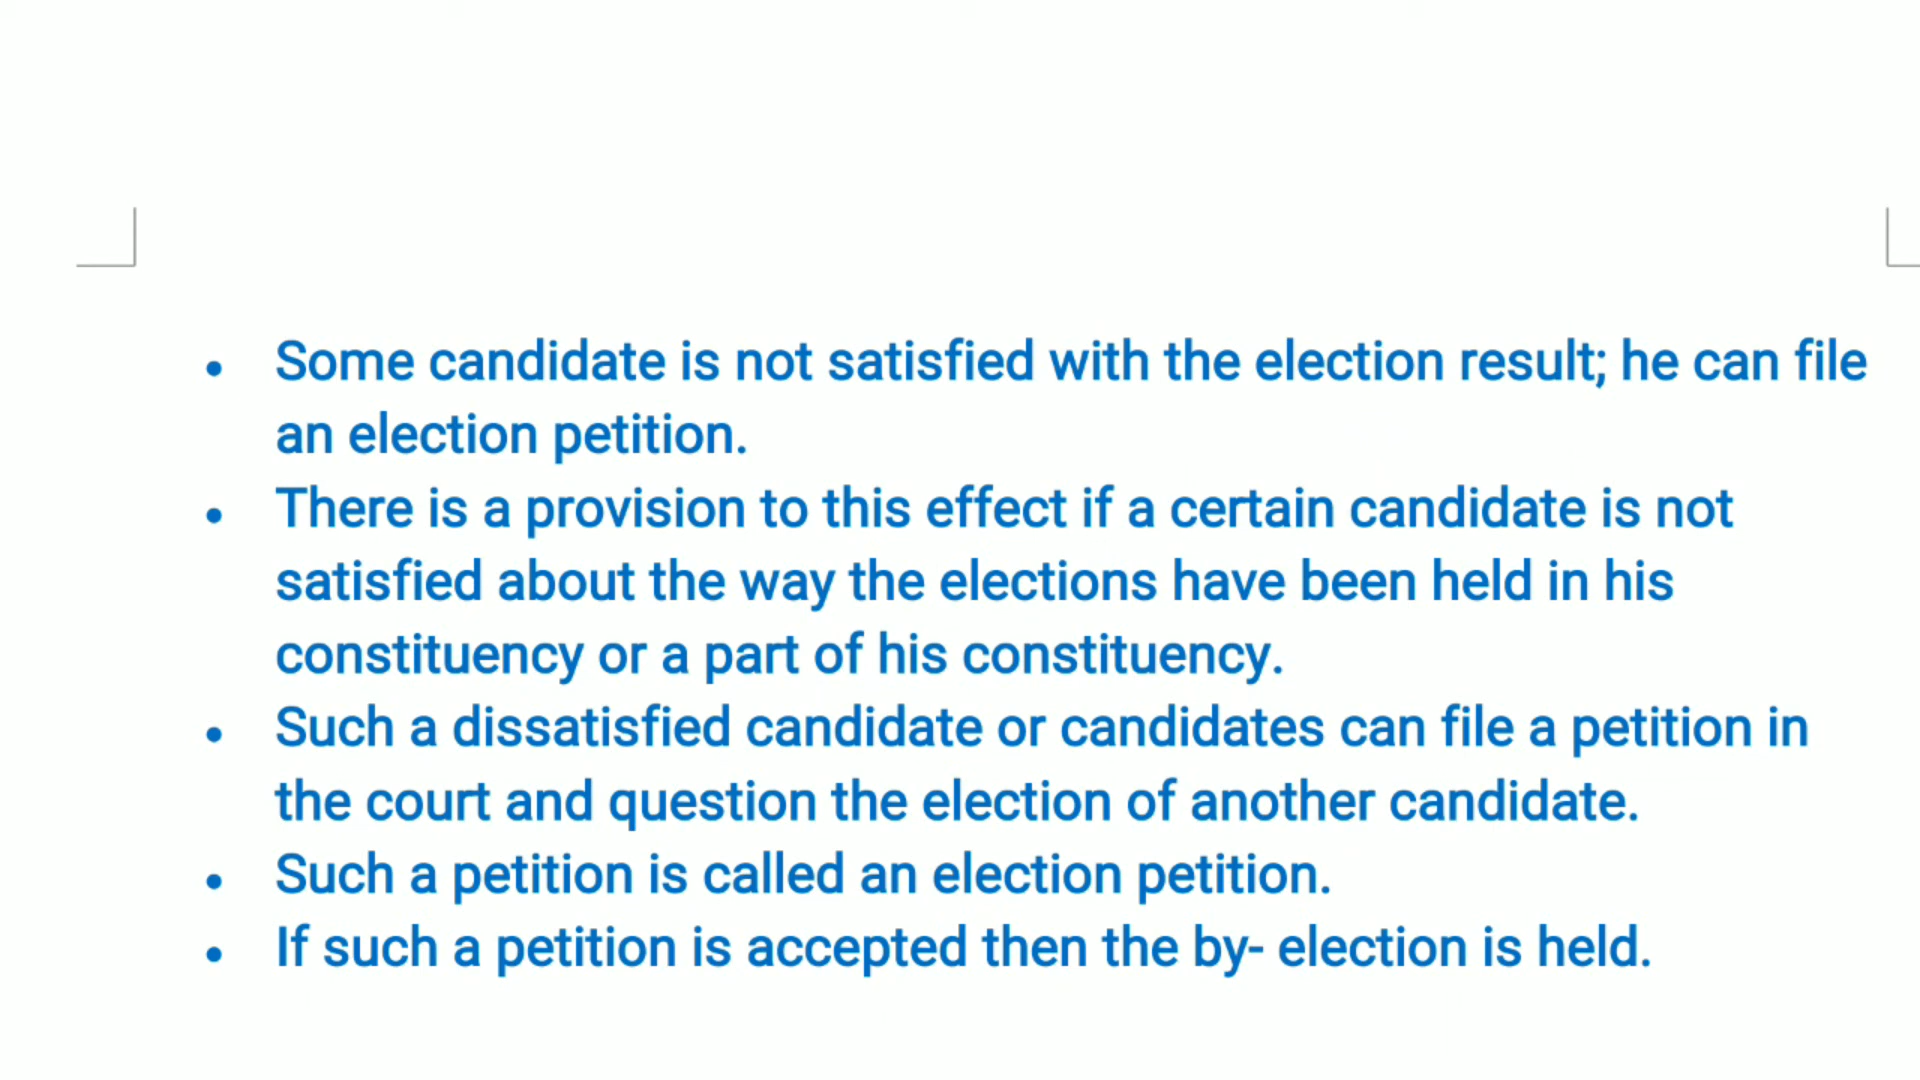 • Some candidate is not satisfied with the election result; he can file
an election petition.
• There is a provision to this effect if a certain candidate is not
satisfied about the way the elections have been held in his
constituency or a part of his constituency.
• Such a dissatisfied candidate or candidates can file a petition in
the court and question the election of another candidate.
• Such a petition is called an election petition.
• If such a petition is accepted then the by- election is held.